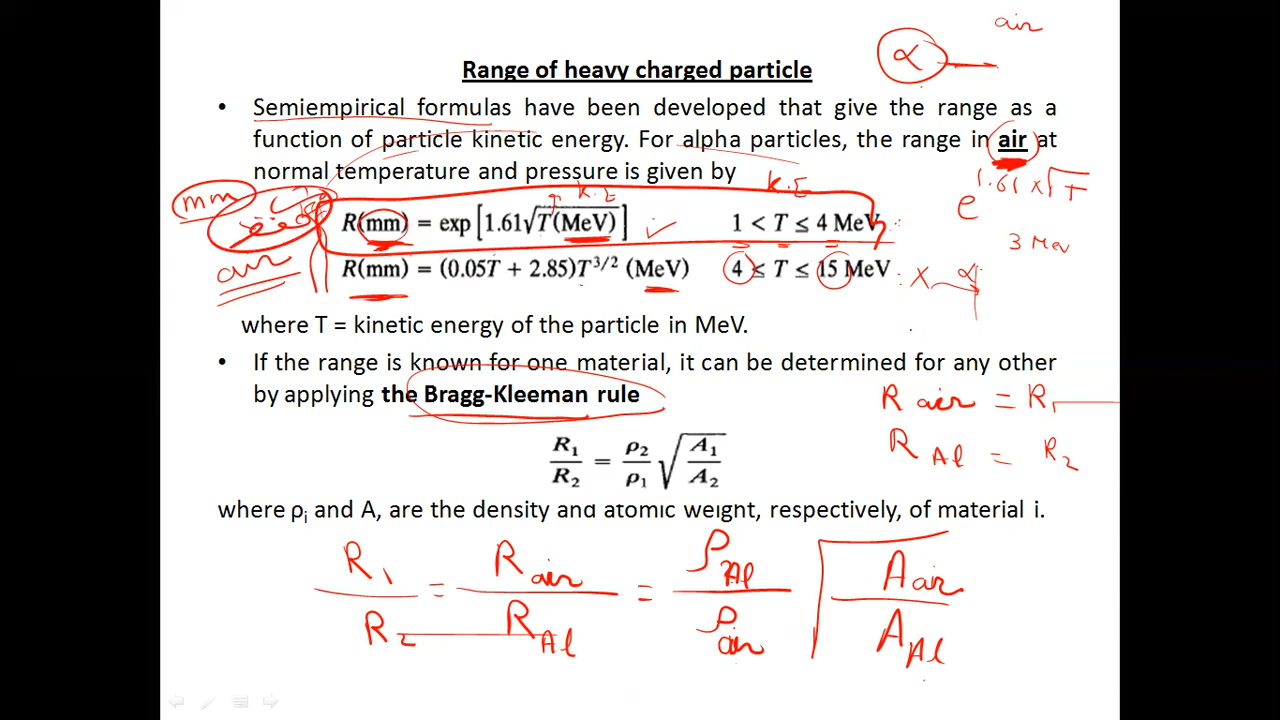 air
α
Range of heavy charged particle
• Semiempirical formulas have been developed that give the range as a
function of particle kinetic energy. For alpha particles, the range in air at
normal temperature and pressure is given by
mm
K.E
K.E
e^1.61×√T
R(mm) = exp [1.61√T(MeV)] 1 < T ≤ 4 MeV
3 MeV
air
R(mm) = (0.05T + 2.85)T^3/2 (MeV) 4 ≤ T ≤ 15 MeV
× α
where T = kinetic energy of the particle in MeV.
• If the range is known for one material, it can be determined for any other
by applying the Bragg-Kleeman rule
R air = R1
R Al = R2
R1/R2 = ρ2/ρ1 √A1/A2
where ρi and A, are the density and atomic weight, respectively, of material i.
R1/R2 = R air/R Al = ρ Al/ρ air √A air/A Al